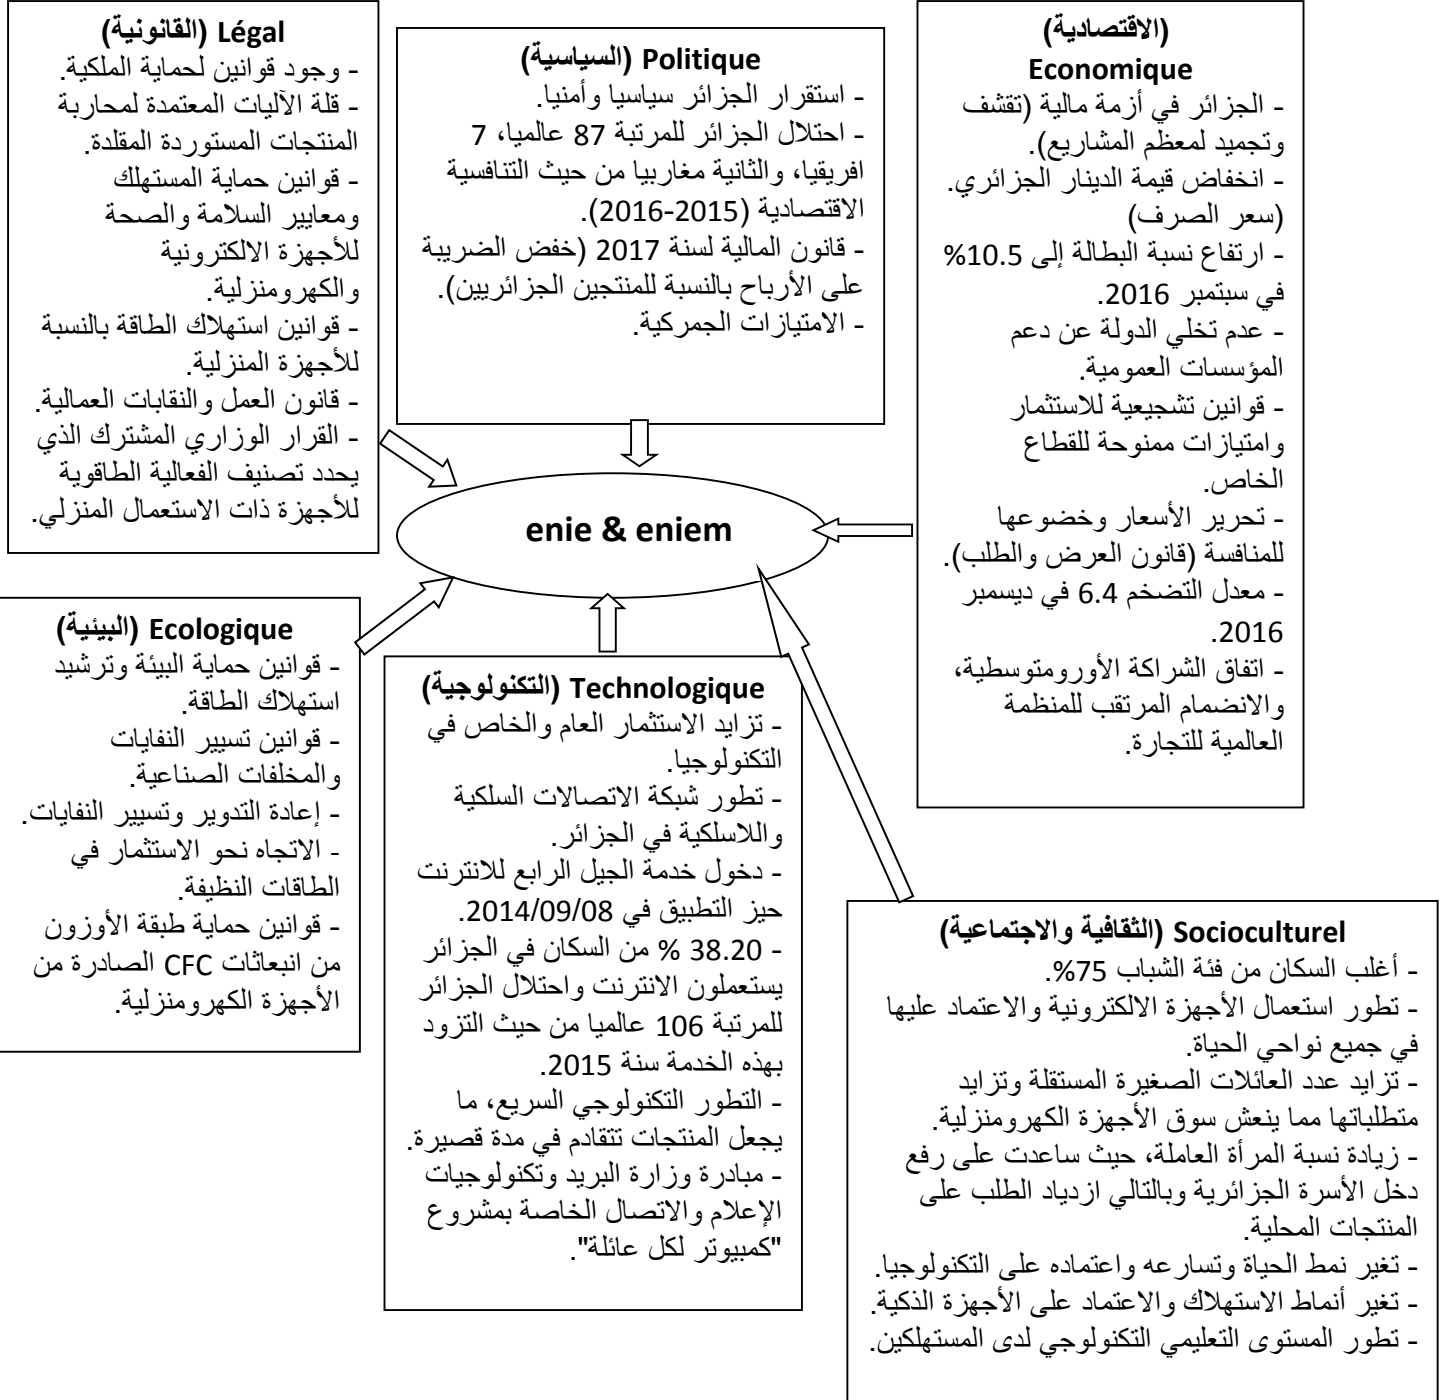 Légal (القانونية)
- وجود قوانين لحماية الملكية.
- قلة الآليات المعتمدة لمحاربة
المنتجات المستوردة المقلدة.
- قوانين حماية المستهلك
ومعايير السلامة والصحة
للأجهزة الالكترونية
والكهرومنزلية.
- قوانين استهلاك الطاقة بالنسبة
للأجهزة المنزلية.
- قانون العمل والنقابات العمالية.
- القرار الوزاري المشترك الذي
يحدد تصنيف الفعالية الطاقوية
للأجهزة ذات الاستعمال المنزلي.
Politique (السياسية)
- استقرار الجزائر سياسيا وأمنيا.
- احتلال الجزائر للمرتبة 87 عالميا، 7
افريقيا، والثانية مغاربيا من حيث التنافسية
الاقتصادية (2015-2016).
- قانون المالية لسنة 2017 (خفض الضريبة
على الأرباح بالنسبة للمنتجين الجزائريين).
- الامتيازات الجمركية.
(الاقتصادية)
Economique
- الجزائر في أزمة مالية (تقشف
وتجميد لمعظم المشاريع).
- انخفاض قيمة الدينار الجزائري.
(سعر الصرف)
- ارتفاع نسبة البطالة إلى 10.5%
في سبتمبر 2016.
- عدم تخلي الدولة عن دعم
المؤسسات العمومية.
- قوانين تشجيعية للاستثمار
وامتيازات ممنوحة للقطاع
الخاص.
- تحرير الأسعار وخضوعها
للمنافسة (قانون العرض والطلب).
- معدل التضخم 6.4 في ديسمبر
2016.
- اتفاق الشراكة الأورومتوسطية،
والانضمام المرتقب للمنظمة
العالمية للتجارة.
enie & eniem
Ecologique (البيئية)
- قوانين حماية البيئة وترشيد
استهلاك الطاقة.
- قوانين تسيير النفايات
والمخلفات الصناعية.
- إعادة التدوير وتسيير النفايات.
- الاتجاه نحو الاستثمار في
الطاقات النظيفة.
- قوانين حماية طبقة الأوزون
من انبعاثات CFC الصادرة من
الأجهزة الكهرومنزلية.
Technologique (التكنولوجية)
- تزايد الاستثمار العام والخاص في
التكنولوجيا.
- تطور شبكة الاتصالات السلكية
واللاسلكية في الجزائر.
- دخول خدمة الجيل الرابع للانترنت
حيز التطبيق في 2014/09/08.
- 38.20 % من السكان في الجزائر
يستعملون الانترنت واحتلال الجزائر
للمرتبة 106 عالميا من حيث التزود
بهذه الخدمة سنة 2015.
- التطور التكنولوجي السريع، ما
يجعل المنتجات تتقادم في مدة قصيرة.
- مبادرة وزارة البريد وتكنولوجيات
الإعلام والاتصال الخاصة بمشروع
"كمبيوتر لكل عائلة".
Socioculturel (الثقافية والاجتماعية)
- أغلب السكان من فئة الشباب 75%.
- تطور استعمال الأجهزة الالكترونية والاعتماد عليها
في جميع نواحي الحياة.
- تزايد عدد العائلات الصغيرة المستقلة وتزايد
متطلباتها مما ينعش سوق الأجهزة الكهرومنزلية.
- زيادة نسبة المرأة العاملة، حيث ساعدت على رفع
دخل الأسرة الجزائرية وبالتالي ازدياد الطلب على
المنتجات المحلية.
- تغير نمط الحياة وتسارعه واعتماده على التكنولوجيا.
- تغير أنماط الاستهلاك والاعتماد على الأجهزة الذكية.
- تطور المستوى التعليمي التكنولوجي لدى المستهلكين.